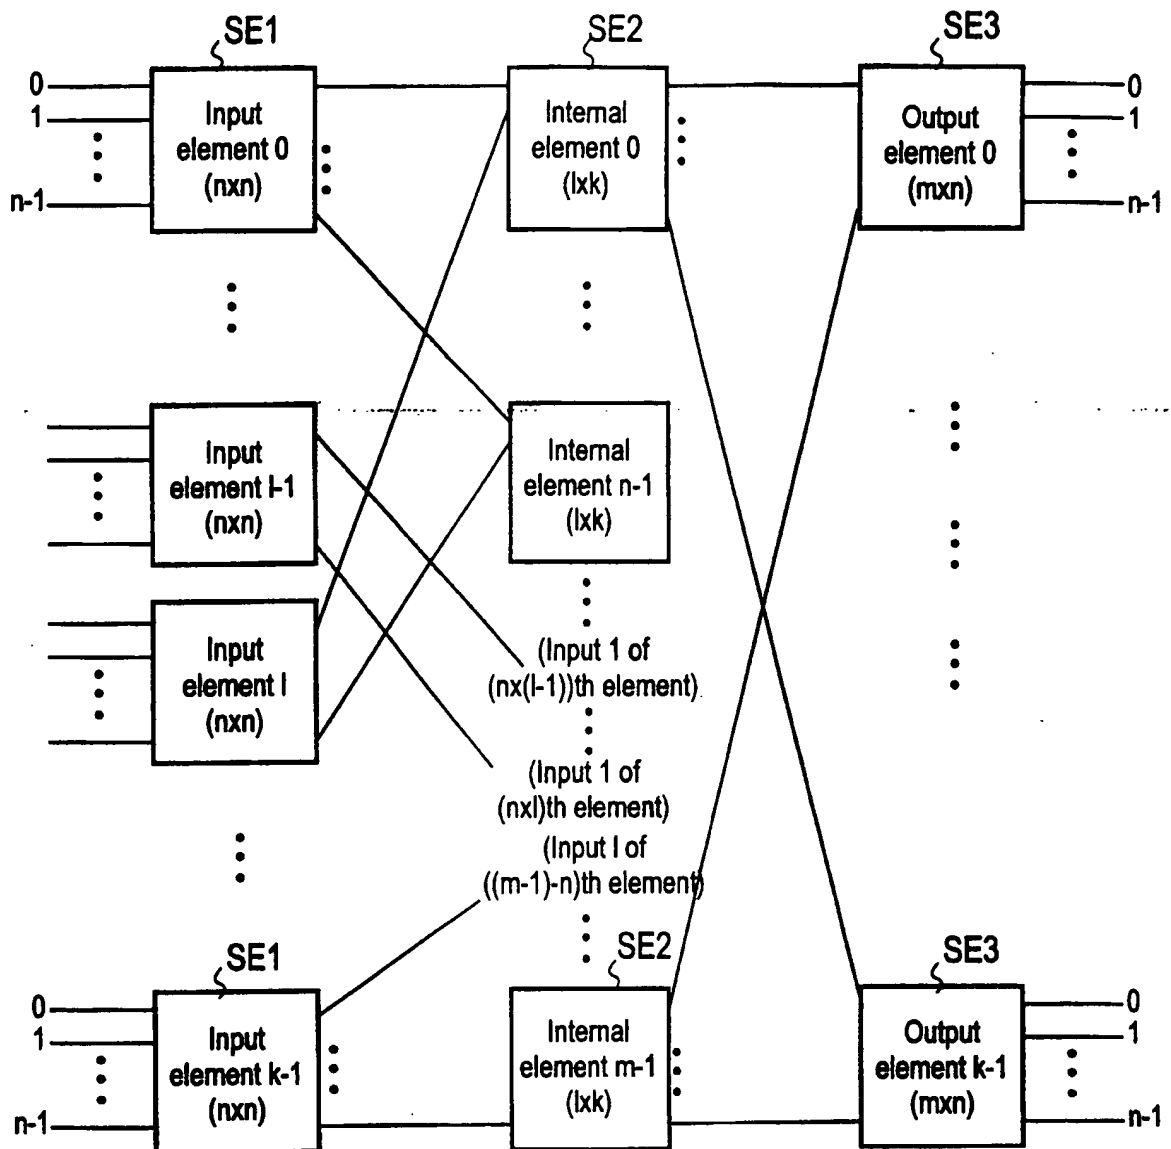 SE1
SE2
SE3
0
1
n-1
Input
element 0
(nxn)
Internal
element 0
(lxk)
Output
element 0
(mxn)
0
1
n-1
Input
element l-1
(nxn)
Internal
element n-1
(lxk)
Input
element l
(nxn)
(Input 1 of
(nx(l-1))th element)
(Input 1 of
(nxl)th element)
(Input l of
((m-1)-n)th element)
SE1
SE2
SE3
0
1
n-1
Input
element k-1
(nxn)
Internal
element m-1
(lxk)
Output
element k-1
(mxn)
0
1
n-1